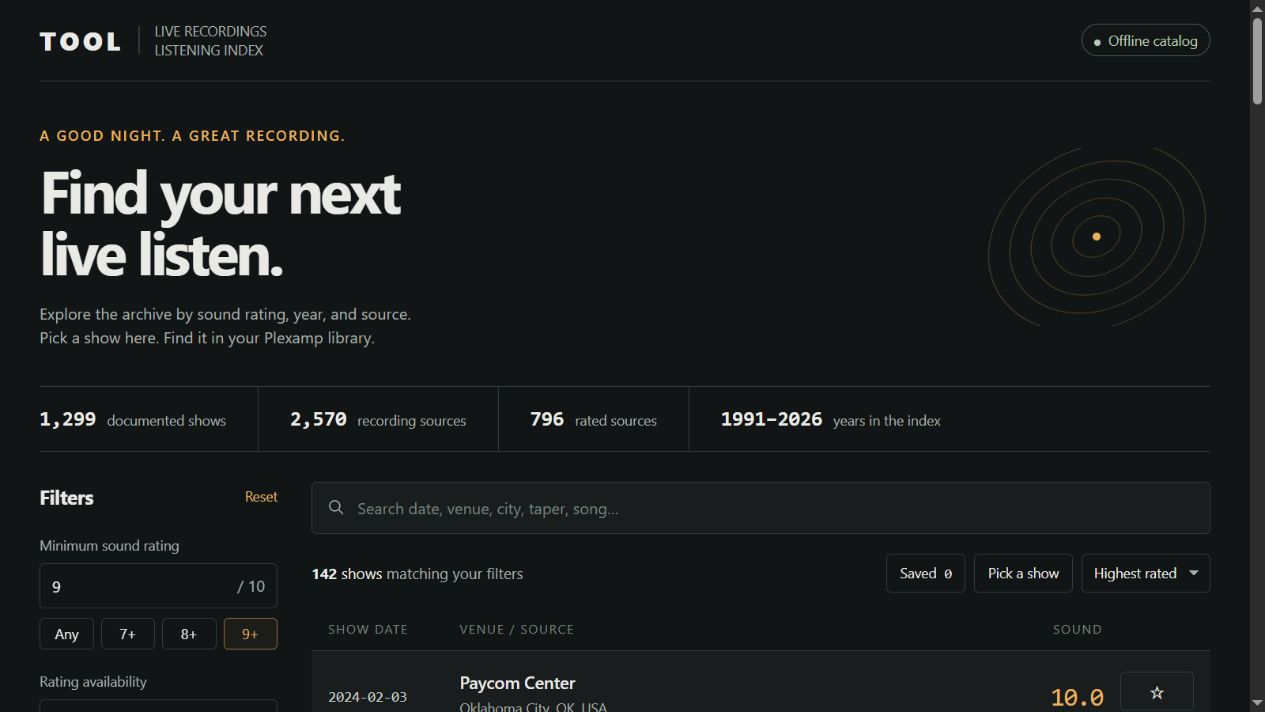 TOOL
LIVE RECORDINGS
LISTENING INDEX
Offline catalog
A GOOD NIGHT. A GREAT RECORDING.
Find your next
live listen.
Explore the archive by sound rating, year, and source.
Pick a show here. Find it in your Plexamp library.
1,299 documented shows
2,570 recording sources
796 rated sources
1991–2026 years in the index
Filters
Reset
Search date, venue, city, taper, song...
Minimum sound rating
9 / 10
Any
7+
8+
9+
Rating availability
142 shows matching your filters
Saved 0
Pick a show
Highest rated
SHOW DATE
VENUE / SOURCE
SOUND
2024-02-03
Paycom Center
Oklahoma City, OK, USA
10.0